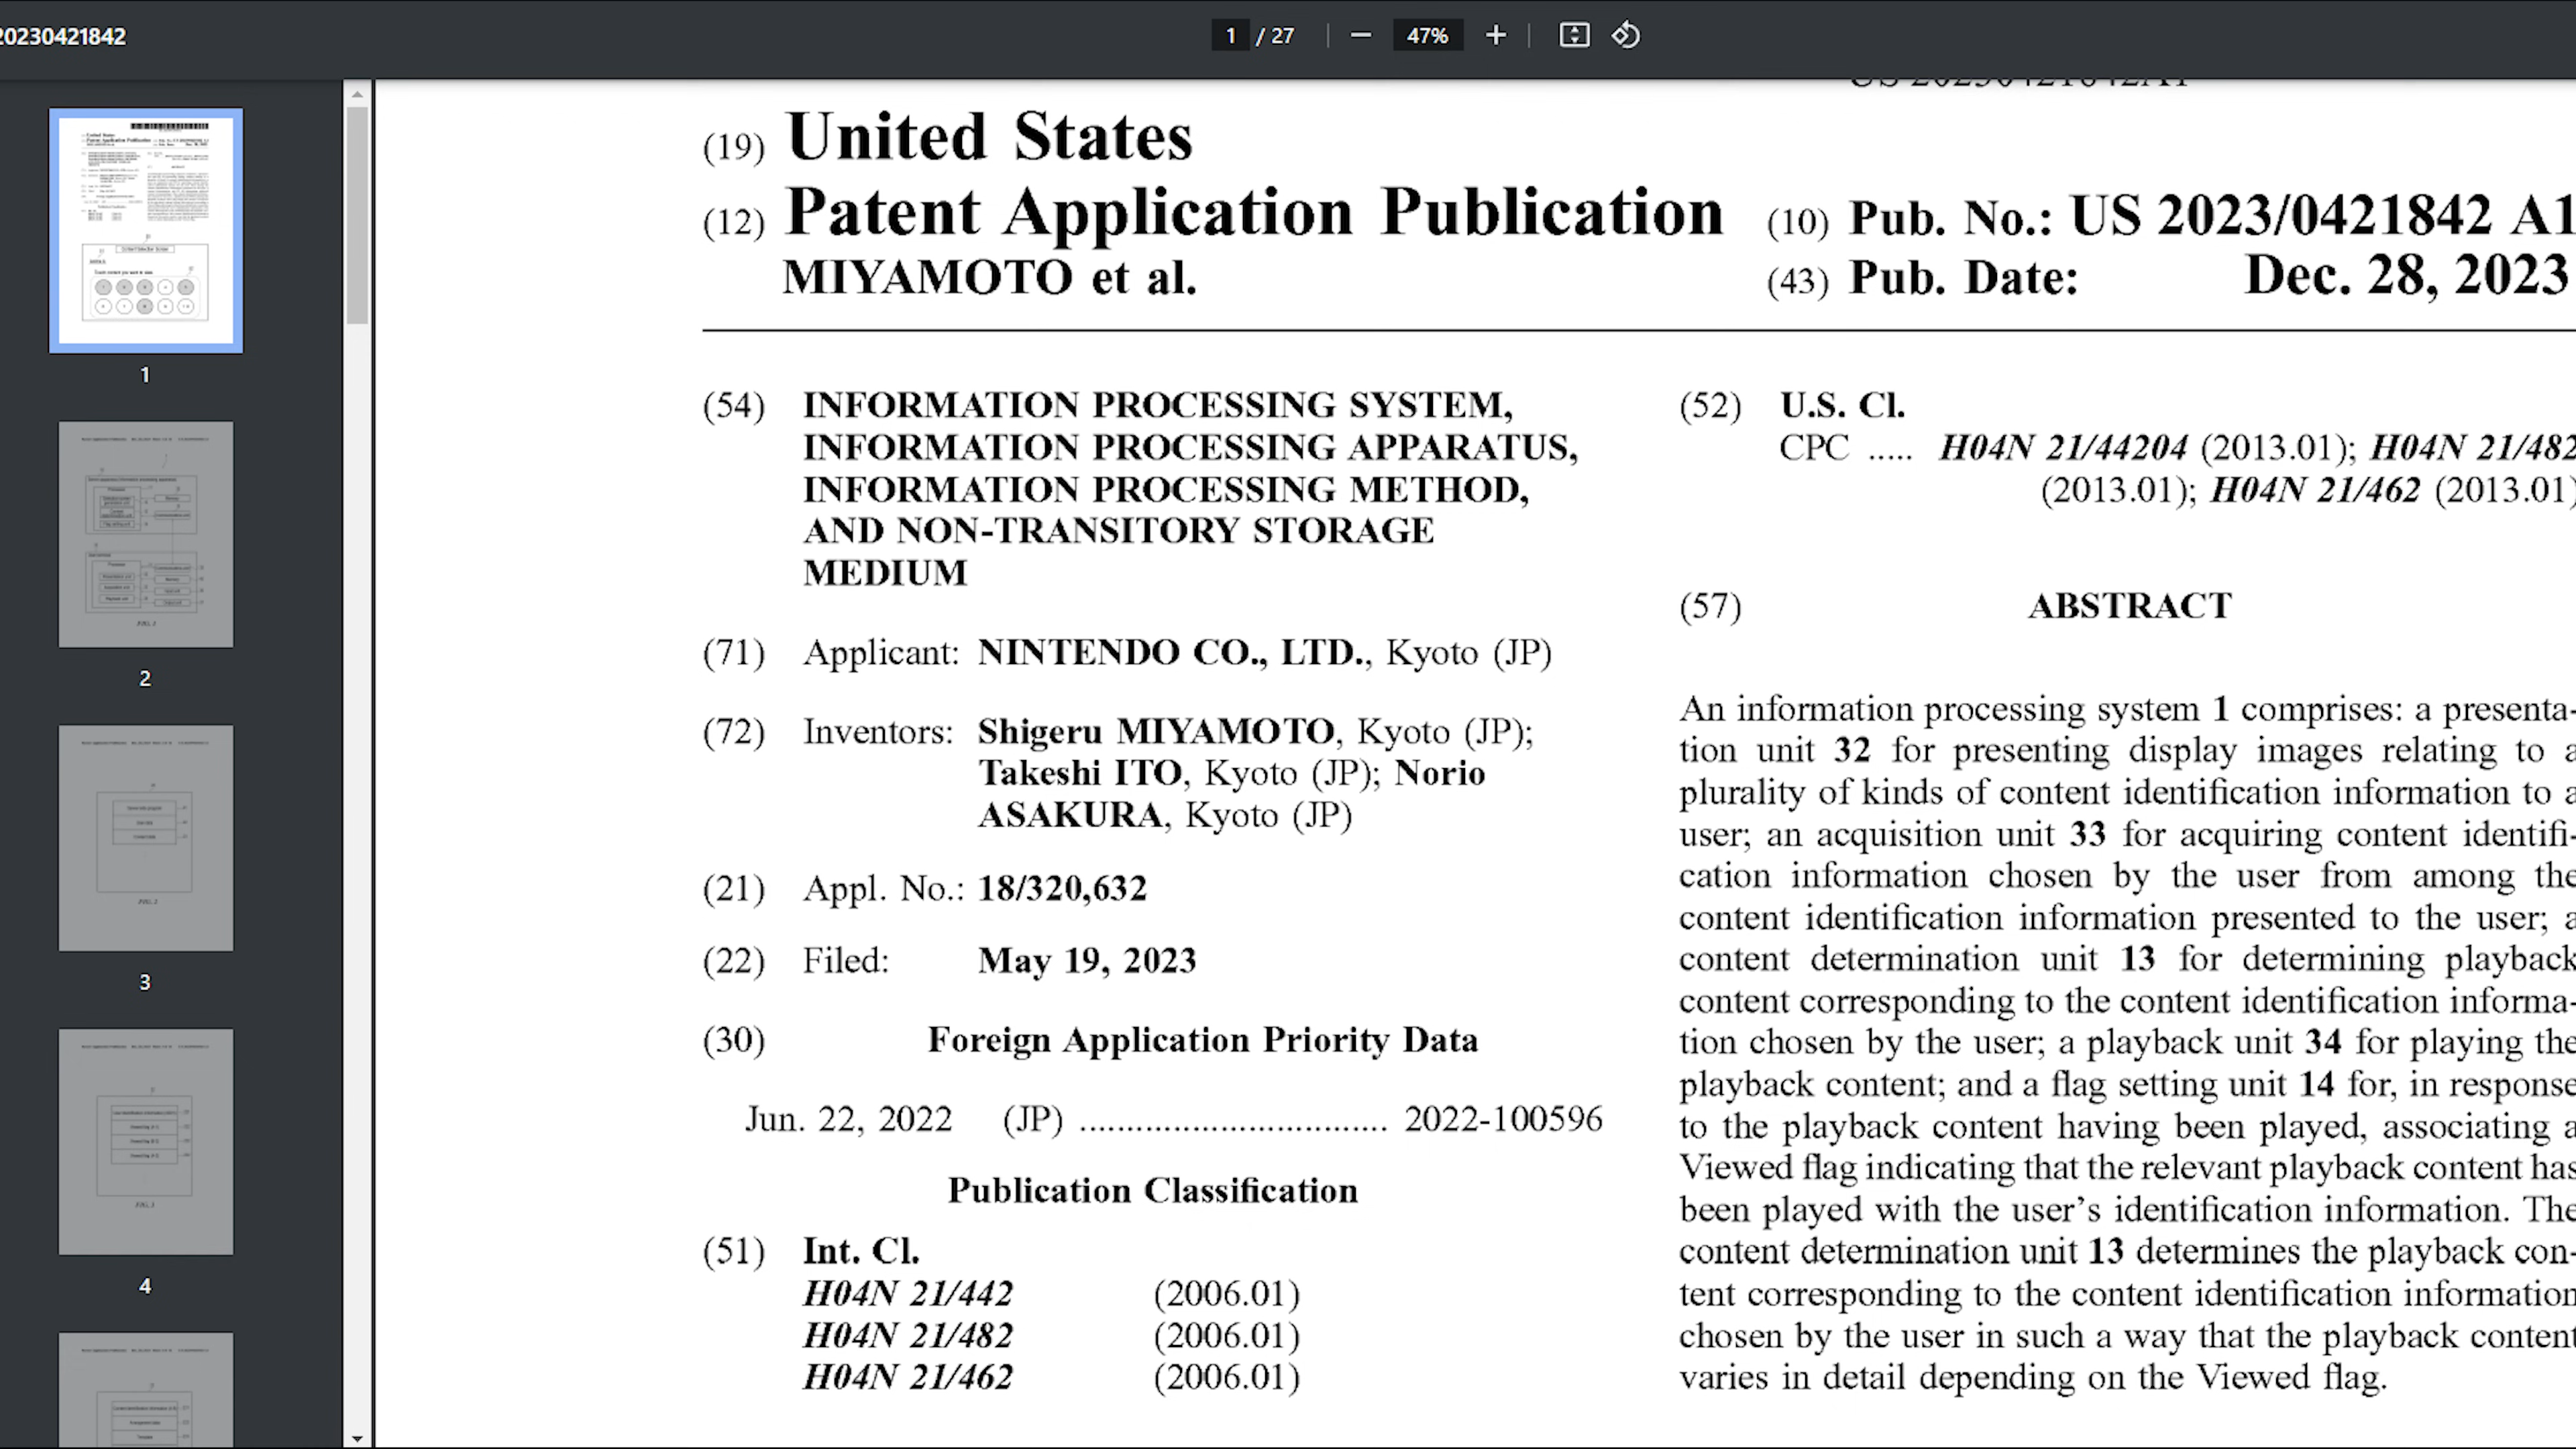 20230421842
1 / 27
47%
(19) United States
(12) Patent Application Publication
MIYAMOTO et al.
(10) Pub. No.: US 2023/0421842 A1
(43) Pub. Date: Dec. 28, 2023
(54) INFORMATION PROCESSING SYSTEM,
INFORMATION PROCESSING APPARATUS,
INFORMATION PROCESSING METHOD,
AND NON-TRANSITORY STORAGE
MEDIUM
(71) Applicant: NINTENDO CO., LTD., Kyoto (JP)
(72) Inventors: Shigeru MIYAMOTO, Kyoto (JP);
Takeshi ITO, Kyoto (JP); Norio
ASAKURA, Kyoto (JP)
(21) Appl. No.: 18/320,632
(22) Filed: May 19, 2023
(30) Foreign Application Priority Data
Jun. 22, 2022 (JP) ................................. 2022-100596
Publication Classification
(51) Int. Cl.
H04N 21/442 (2006.01)
H04N 21/482 (2006.01)
H04N 21/462 (2006.01)
(52) U.S. Cl.
CPC ..... H04N 21/44204 (2013.01); H04N 21/482
(2013.01); H04N 21/462 (2013.01)
(57) ABSTRACT
An information processing system 1 comprises: a presenta-
tion unit 32 for presenting display images relating to a
plurality of kinds of content identification information to a
user; an acquisition unit 33 for acquiring content identifi-
cation information chosen by the user from among the
content identification information presented to the user; a
content determination unit 13 for determining playback
content corresponding to the content identification informa-
tion chosen by the user; a playback unit 34 for playing the
playback content; and a flag setting unit 14 for, in response
to the playback content having been played, associating a
Viewed flag indicating that the relevant playback content has
been played with the user's identification information. The
content determination unit 13 determines the playback con-
tent corresponding to the content identification information
chosen by the user in such a way that the playback content
varies in detail depending on the Viewed flag.
1
2
3
4